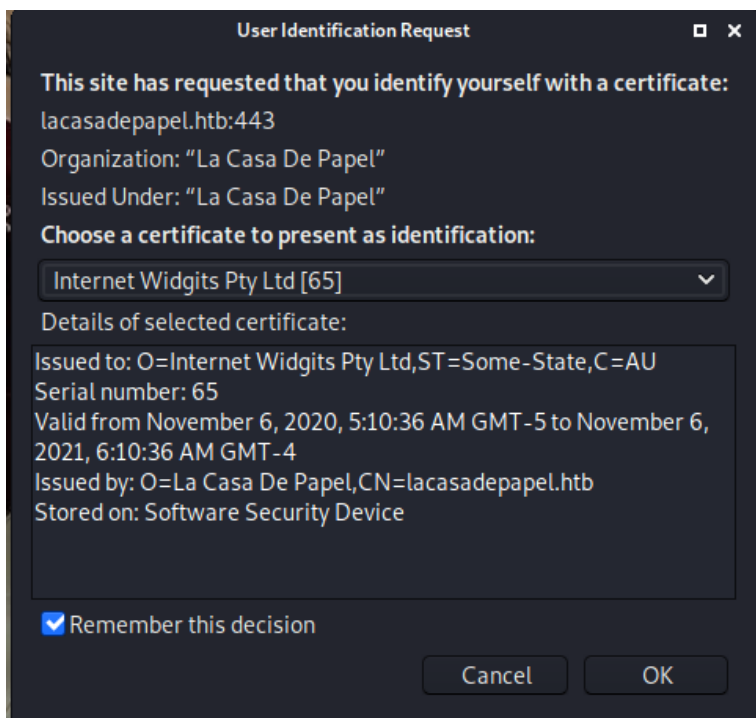 User Identification Request
This site has requested that you identify yourself with a certificate:
lacasadepapel.htb:443
Organization: “La Casa De Papel”
Issued Under: “La Casa De Papel”
Choose a certificate to present as identification:
Internet Widgits Pty Ltd [65]
Details of selected certificate:
Issued to: O=Internet Widgits Pty Ltd,ST=Some-State,C=AU
Serial number: 65
Valid from November 6, 2020, 5:10:36 AM GMT-5 to November 6,
2021, 6:10:36 AM GMT-4
Issued by: O=La Casa De Papel,CN=lacasadepapel.htb
Stored on: Software Security Device
Remember this decision
Cancel
OK